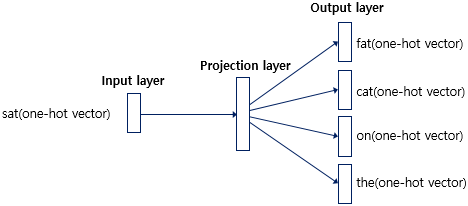 Output layer
fat(one-hot vector)
Projection layer
Input layer
cat(one-hot vector)
sat(one-hot vector)
on(one-hot vector)
the(one-hot vector)